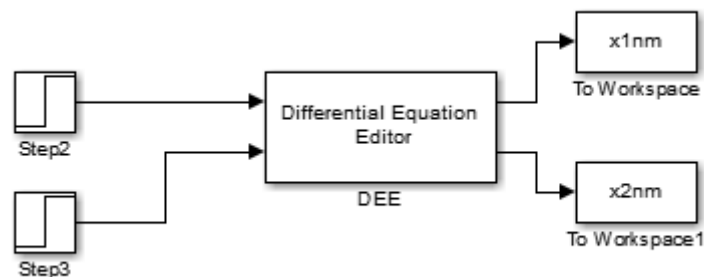 x1nm
To Workspace
Step2
Differential Equation
Editor
DEE
x2nm
To Workspace1
Step3